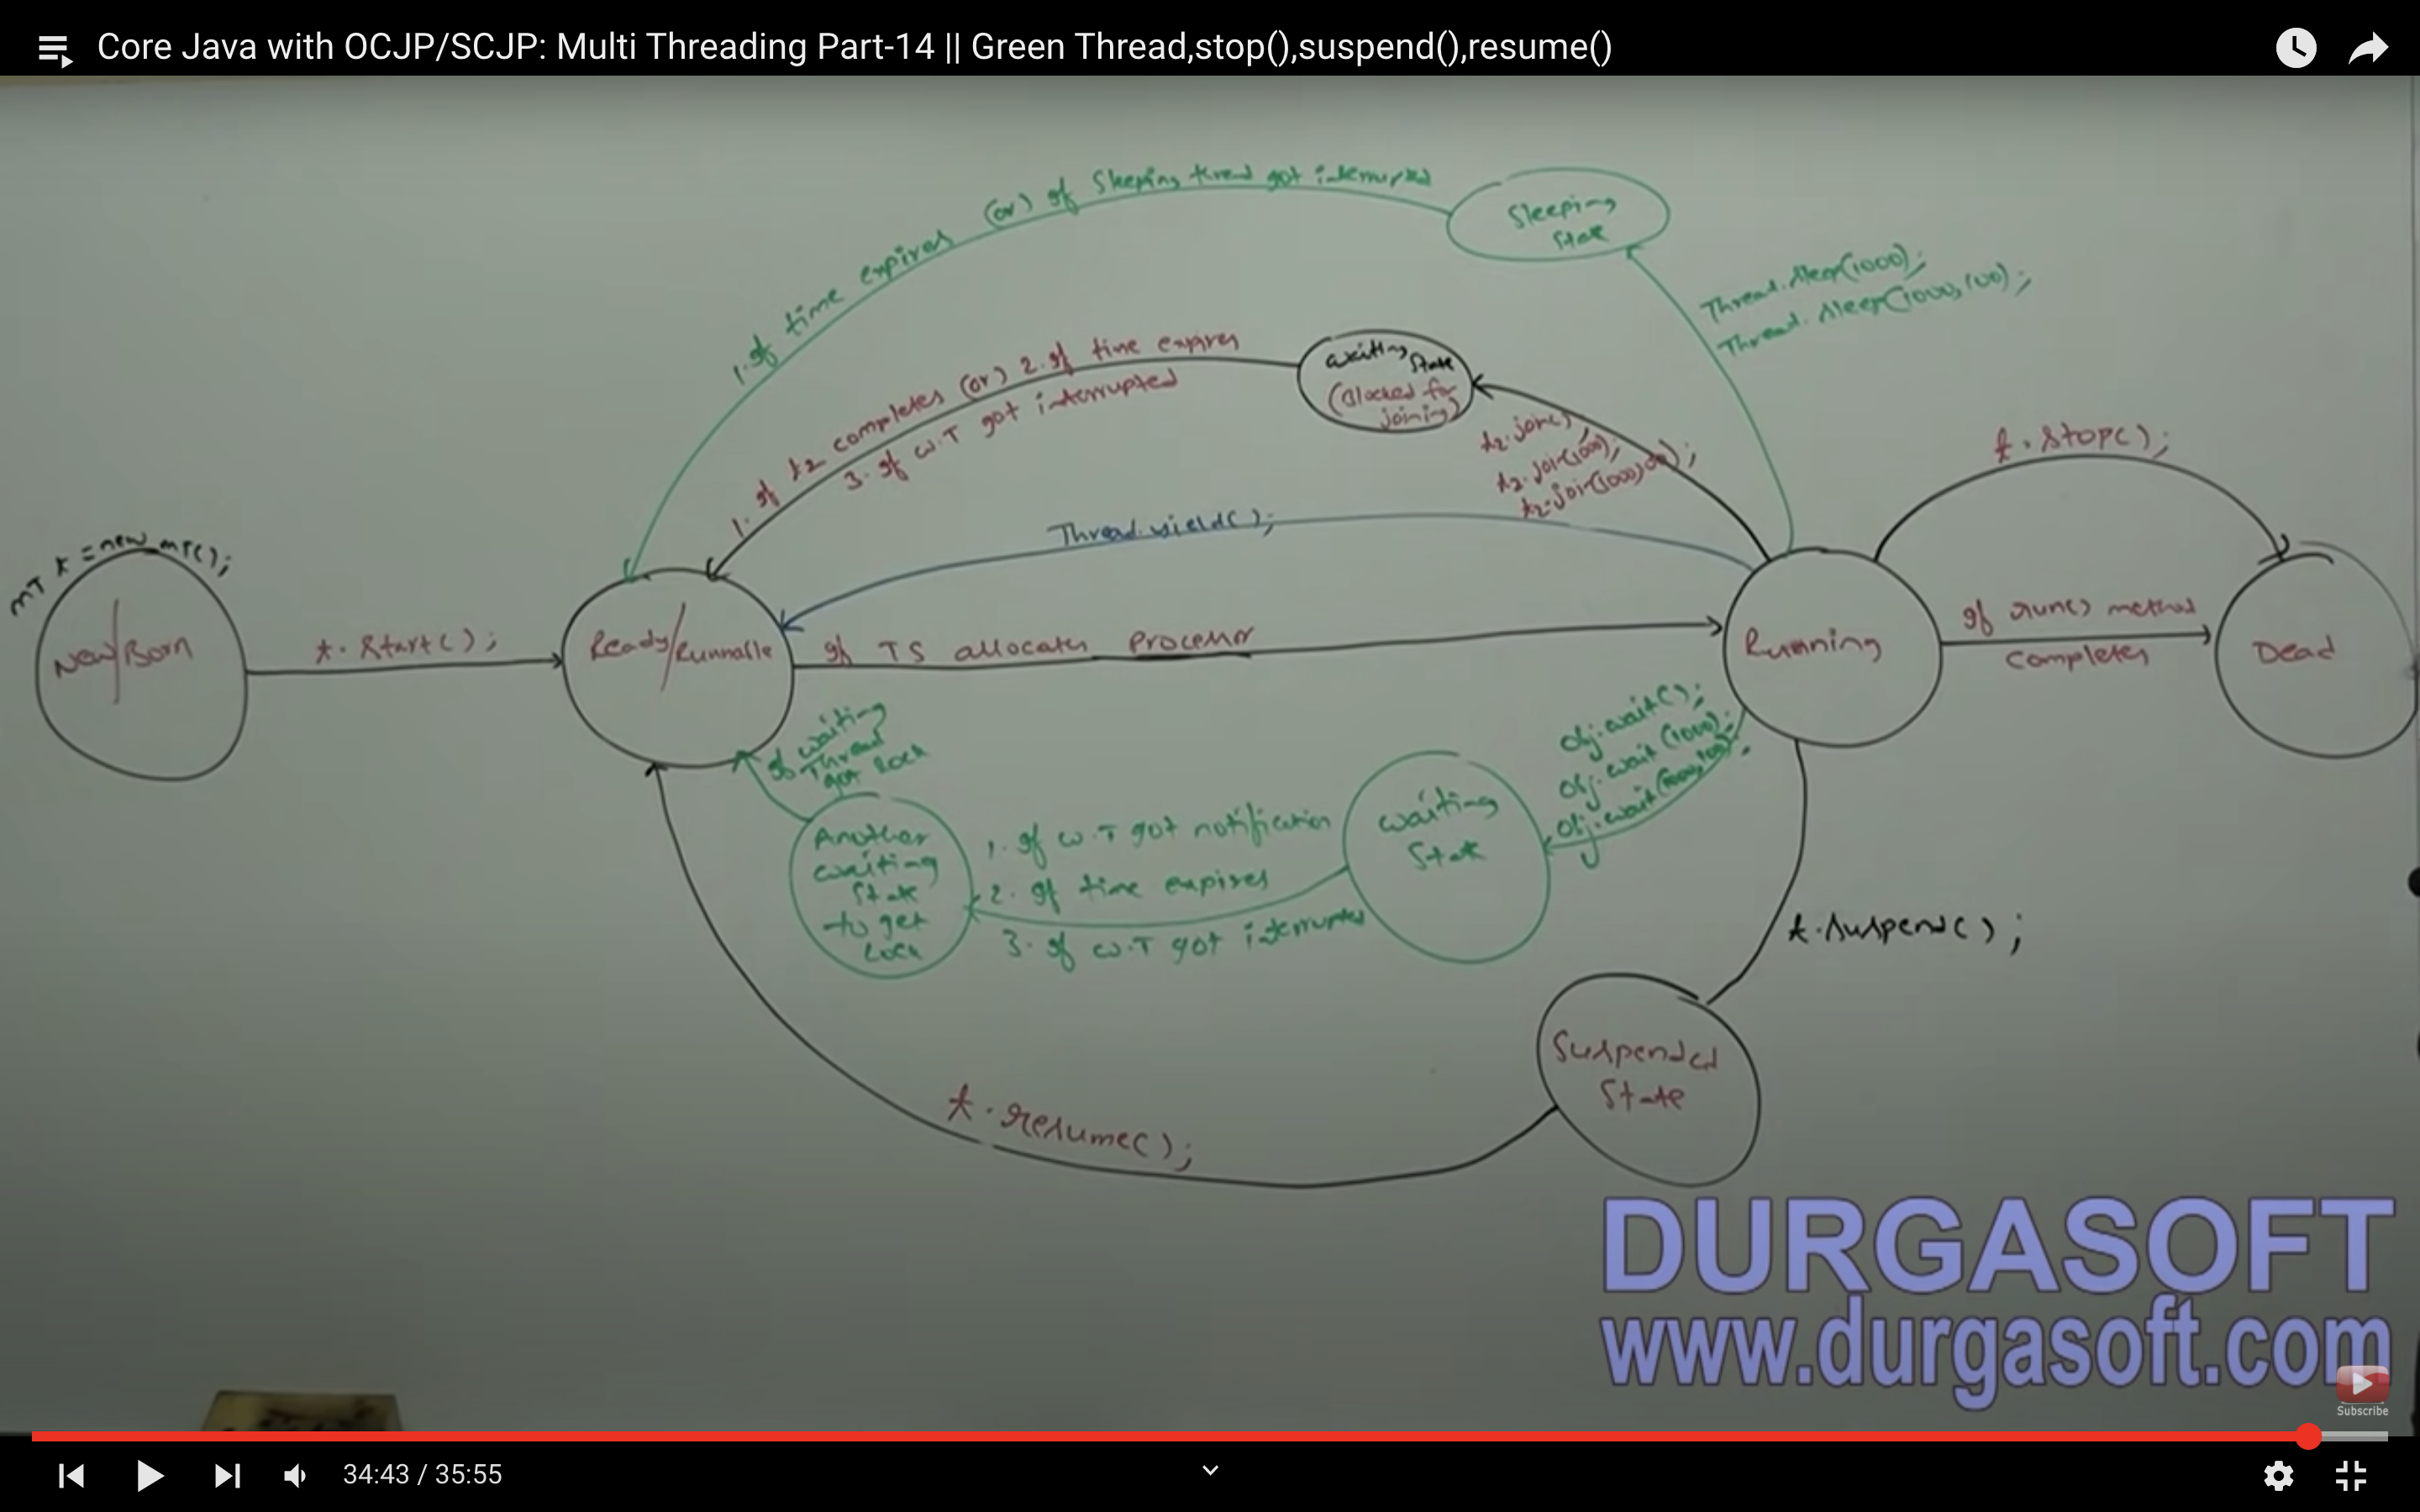 Core Java with OCJP/SCJP: Multi Threading Part-14 || Green Thread,stop(),suspend(),resume()
1. If time expires (or) If Sleeping thread got interrupted
Sleeping
State
Thread.sleep(1000);
Thread.sleep(1000,100);
1. If t2 completes (or) 2. If time expires
3. If W.T got interrupted
waiting State
(Blocked for
joining)
t2.join();
t2.join(1000);
t2.join(1000,100);
t.stop();
Thread.yield();
MT t = new MT();
New/Born
t.start();
Ready/Runnable
If TS allocates Processor
Running
If run() method
completes
Dead
If waiting
Thread
got Lock
obj.wait();
obj.wait(1000);
obj.wait(1000,100);
Another
waiting
State
to get
Lock
1. If W.T got notification
2. If time expires
3. If W.T got interrupted
waiting
State
t.suspend();
Suspended
State
t.resume();
DURGASOFT
www.durgasoft.com
Subscribe
34:43 / 35:55